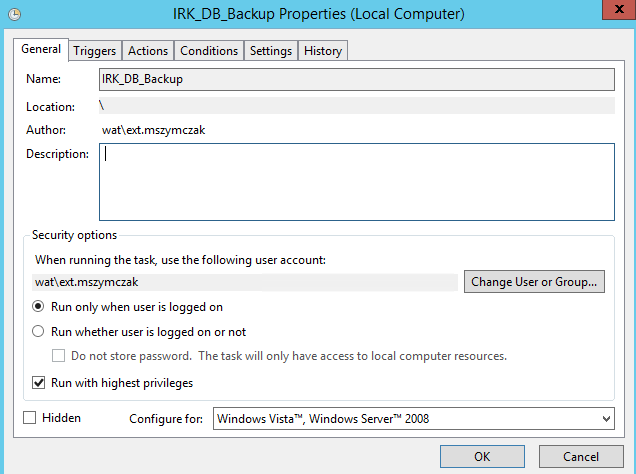 IRK_DB_Backup Properties (Local Computer)
x
General Triggers Actions Conditions Settings History
Name: IRK_DB_Backup
Location: \
Author: wat\ext.mszymczak
Description:
Security options
When running the task, use the following user account:
wat\ext.mszymczak Change User or Group...
Run only when user is logged on
Run whether user is logged on or not
Do not store password. The task will only have access to local computer resources.
Run with highest privileges
Hidden Configure for: Windows Vista™, Windows Server™ 2008
OK Cancel